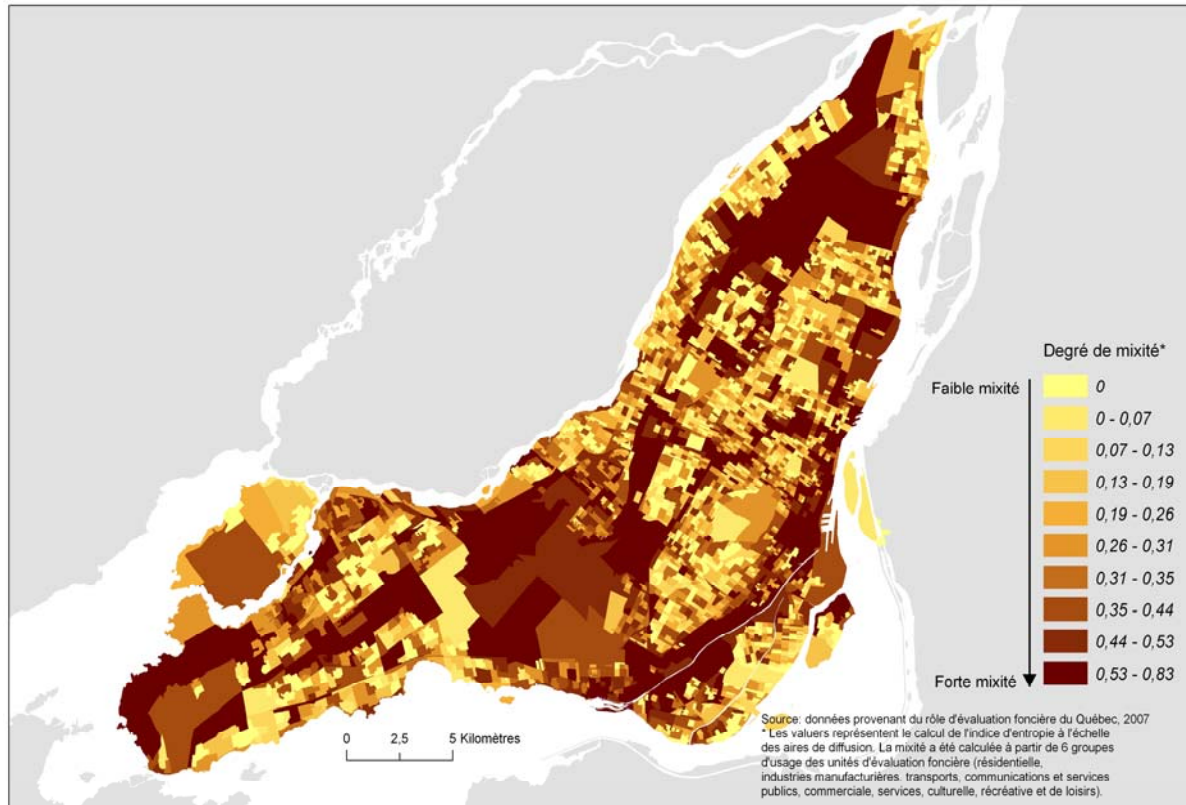 Degré de mixité*
Faible mixité
0
0 - 0,07
0,07 - 0,13
0,13 - 0,19
0,19 - 0,26
0,26 - 0,31
0,31 - 0,35
0,35 - 0,44
0,44 - 0,53
0,53 - 0,83
Forte mixité
0 2,5 5 Kilomètres
Source: données provenant du rôle d'évaluation foncière du Québec, 2007
* Les valuers représentent le calcul de l'indice d'entropie à l'échelle
des aires de diffusion. La mixité a été calculée à partir de 6 groupes
d'usage des unités d'évaluation foncière (résidentielle,
industries manufacturières. transports, communications et services
publics, commerciale, services, culturelle, récréative et de loisirs).